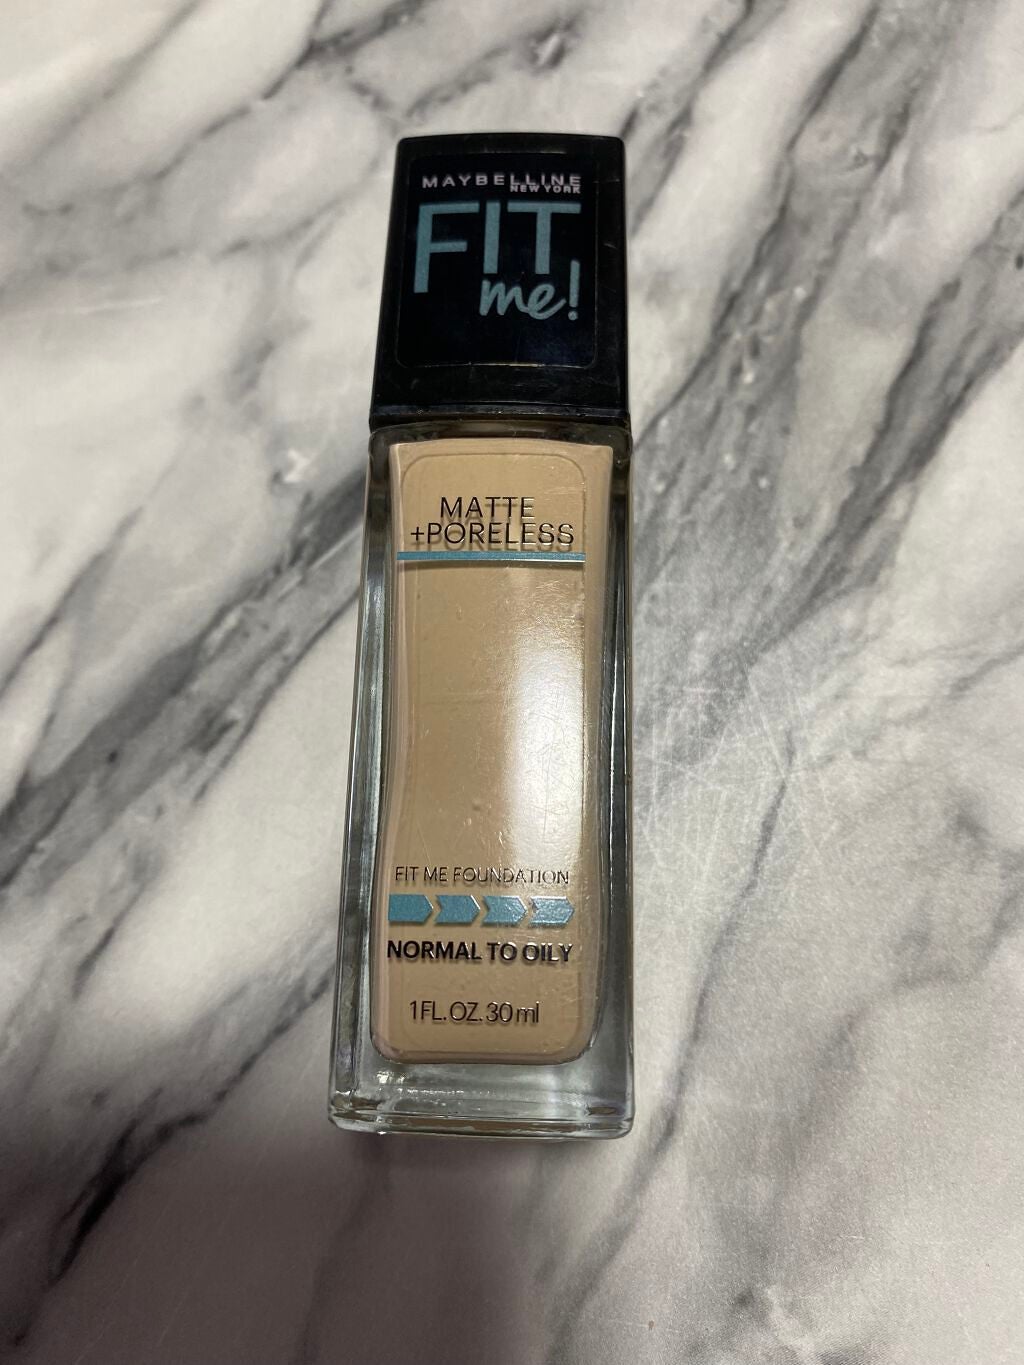 MAYBELLINE
NEW YORK
FIT
me!
MATTE
+PORELESS
FIT ME FOUNDATION
NORMAL TO OILY
1FL.OZ.30ml